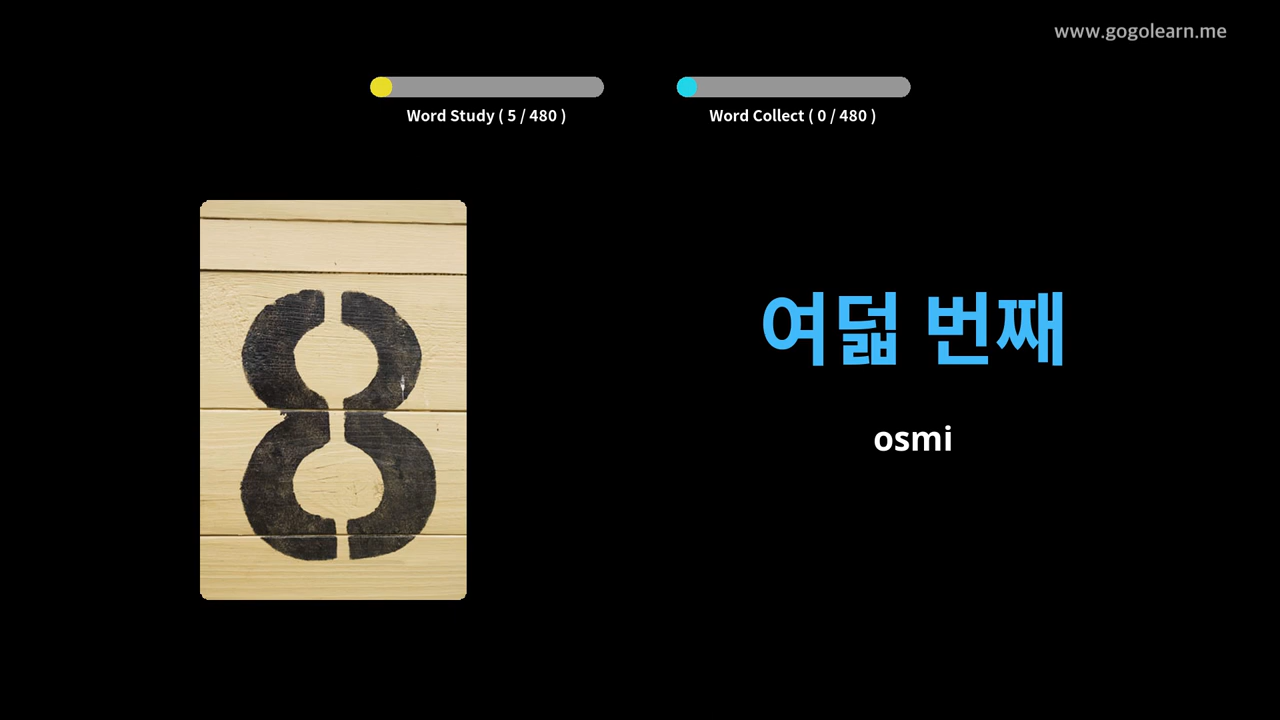 www.gogolearn.me
Word Study ( 5 / 480 )
Word Collect ( 0 / 480 )
8
여덟 번째
osmi